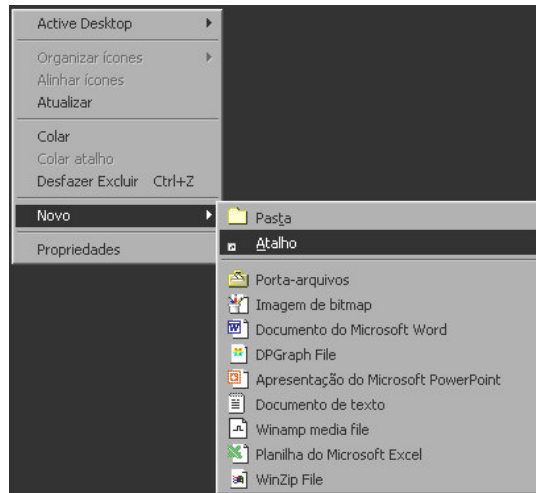 Active Desktop
Organizar ícones
Alinhar ícones
Atualizar
Colar
Colar atalho
Desfazer Excluir Ctrl+Z
Novo
Propriedades
Pasta
Atalho
Porta-arquivos
Imagem de bitmap
Documento do Microsoft Word
DPGraph File
Apresentação do Microsoft PowerPoint
Documento de texto
Winamp media file
Planilha do Microsoft Excel
WinZip File